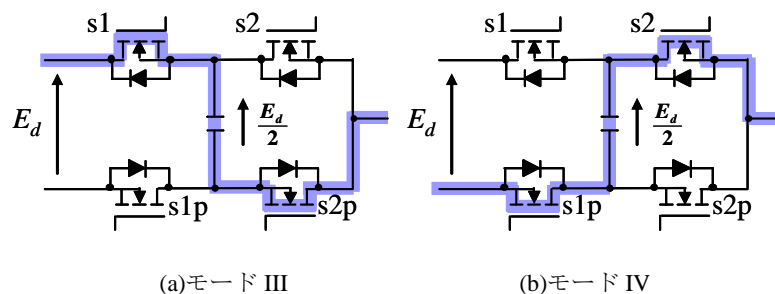 s1
s2
E_d
E_d/2
s1p
s2p
(a)モード III
s1
s2
E_d
E_d/2
s1p
s2p
(b)モード IV